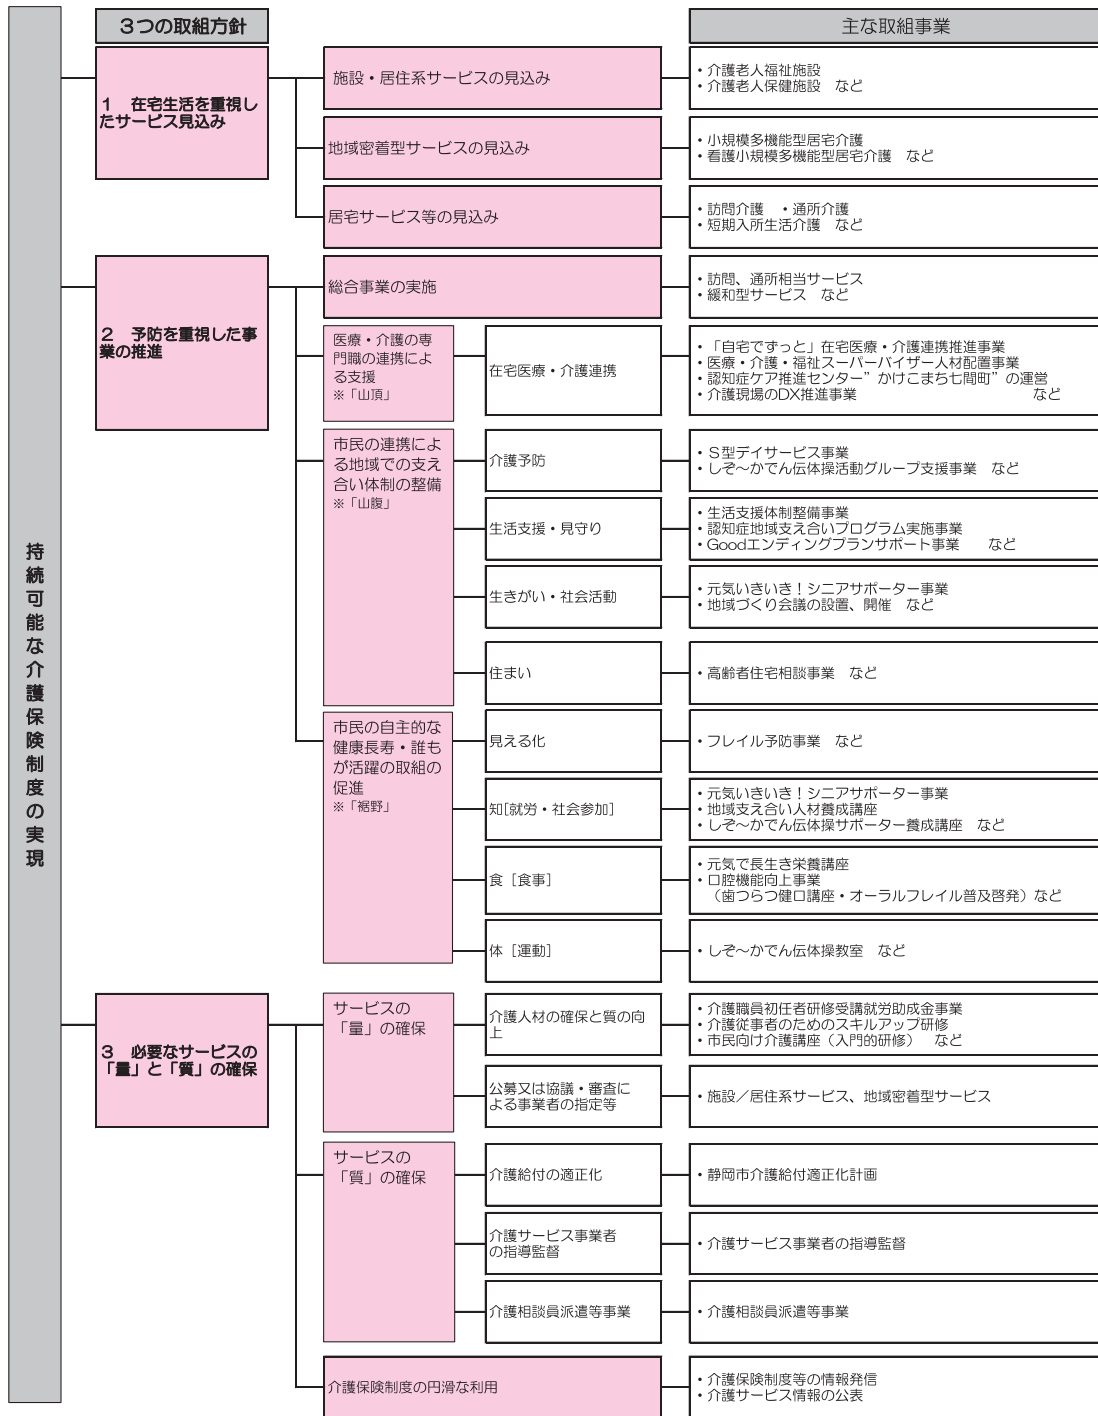 持続可能な介護保険制度の実現
3つの取組方針
主な取組事業
1　在宅生活を重視し
たサービス見込み
施設・居住系サービスの見込み
・介護老人福祉施設
・介護老人保健施設　など
地域密着型サービスの見込み
・小規模多機能型居宅介護
・看護小規模多機能型居宅介護　など
居宅サービス等の見込み
・訪問介護　・通所介護
・短期入所生活介護　など
2　予防を重視した事
業の推進
総合事業の実施
・訪問、通所相当サービス
・緩和型サービス　など
医療・介護の専
門職の連携によ
る支援
※「山頂」
在宅医療・介護連携
・「自宅でずっと」在宅医療・介護連携推進事業
・医療・介護・福祉スーパーバイザー人材配置事業
・認知症ケア推進センター”かけこまち七間町”の運営
・介護現場のDX推進事業　　　　　　　　　　　など
市民の連携によ
る地域での支え
合い体制の整備
※「山腹」
介護予防
・S型デイサービス事業
・しぞ～かでん伝体操活動グループ支援事業　など
生活支援・見守り
・生活支援体制整備事業
・認知症地域支え合いプログラム実施事業
・Goodエンディングプランサポート事業　　など
生きがい・社会活動
・元気いきいき！シニアサポーター事業
・地域づくり会議の設置、開催　など
住まい
・高齢者住宅相談事業　など
市民の自主的な
健康長寿・誰も
が活躍の取組の
促進
※「裾野」
見える化
・フレイル予防事業　など
知[就労・社会参加]
・元気いきいき！シニアサポーター事業
・地域支え合い人材養成講座
・しぞ～かでん伝体操サポーター養成講座　など
食［食事］
・元気で長生き栄養講座
・口腔機能向上事業
（歯つらつ健口講座・オーラルフレイル普及啓発）など
体［運動］
・しぞ～かでん伝体操教室　など
3　必要なサービスの
「量」と「質」の確保
サービスの
「量」の確保
介護人材の確保と質の向
上
・介護職員初任者研修受講就労助成金事業
・介護従事者のためのスキルアップ研修
・市民向け介護講座（入門的研修）　など
公募又は協議・審査に
よる事業者の指定等
・施設／居住系サービス、地域密着型サービス
サービスの
「質」の確保
介護給付の適正化
・静岡市介護給付適正化計画
介護サービス事業者
の指導監督
・介護サービス事業者の指導監督
介護相談員派遣等事業
・介護相談員派遣等事業
介護保険制度の円滑な利用
・介護保険制度等の情報発信
・介護サービス情報の公表